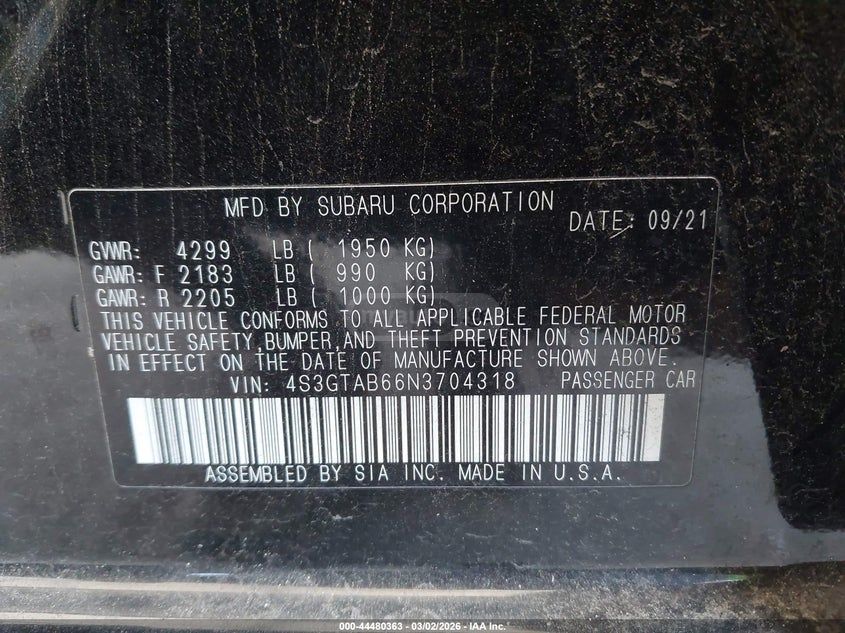 MFD BY SUBARU CORPORATION DATE: 09/21
GVWR: 4299 LB ( 1950 KG)
GAWR: F 2183 LB ( 990 KG)
GAWR: R 2205 LB ( 1000 KG)
THIS VEHICLE CONFORMS TO ALL APPLICABLE FEDERAL MOTOR
VEHICLE SAFETY, BUMPER, AND THEFT PREVENTION STANDARDS
IN EFFECT ON THE DATE OF MANUFACTURE SHOWN ABOVE.
VIN: 4S3GTAB66N3704318 PASSENGER CAR
ASSEMBLED BY SIA INC. MADE IN U.S.A.
000-44480363 - 03/02/2026 - IAA Inc.